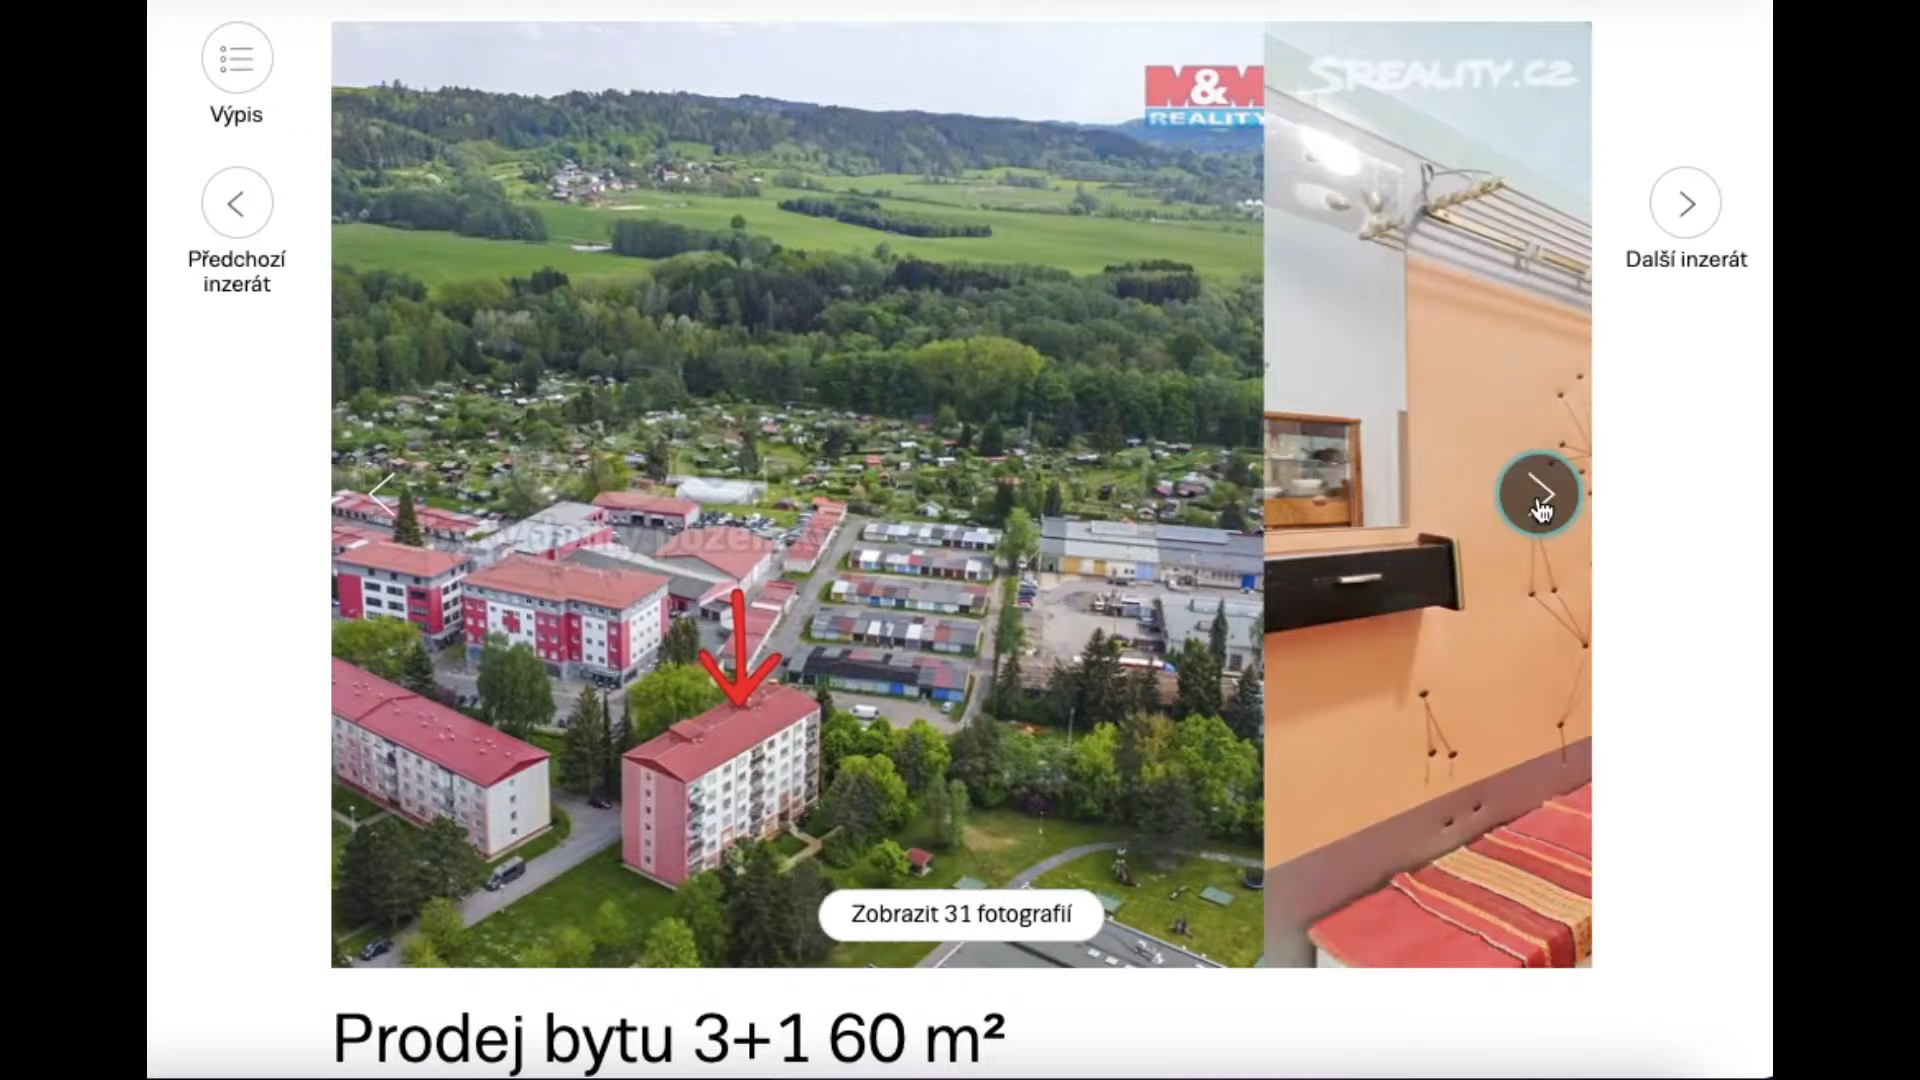 Výpis
Předchozí
inzerát
M&M
REALITY
SREALITY.CZ
Další inzerát
Zobrazit 31 fotografií
Prodej bytu 3+1 60 m²